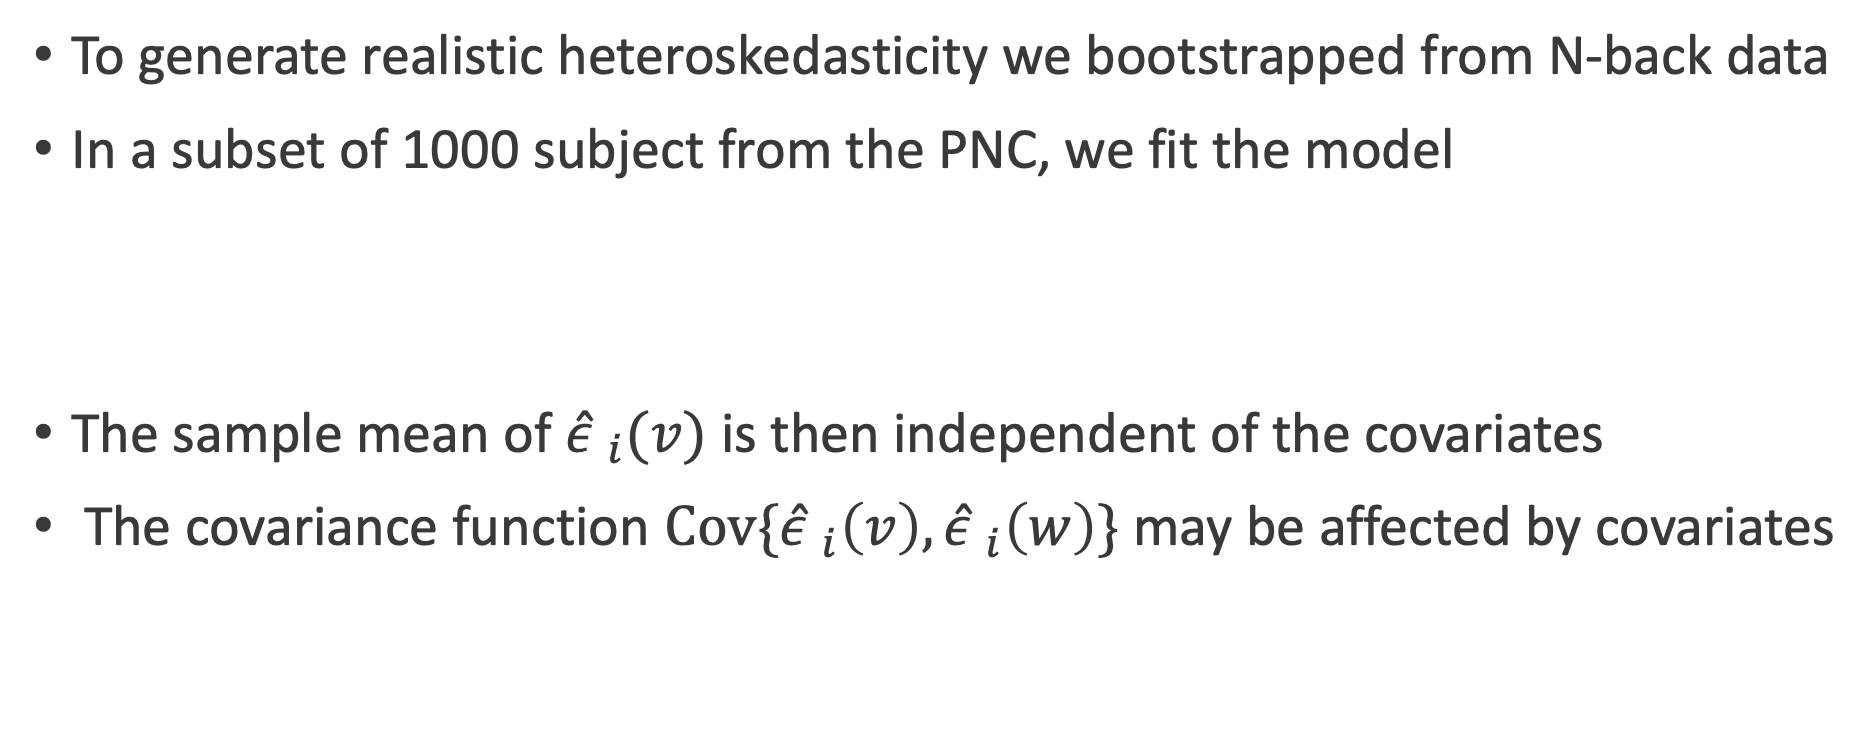 • To generate realistic heteroskedasticity we bootstrapped from N-back data
• In a subset of 1000 subject from the PNC, we fit the model
• The sample mean of ϵ̂ ᵢ(v) is then independent of the covariates
• The covariance function Cov{ϵ̂ ᵢ(v), ϵ̂ ᵢ(w)} may be affected by covariates